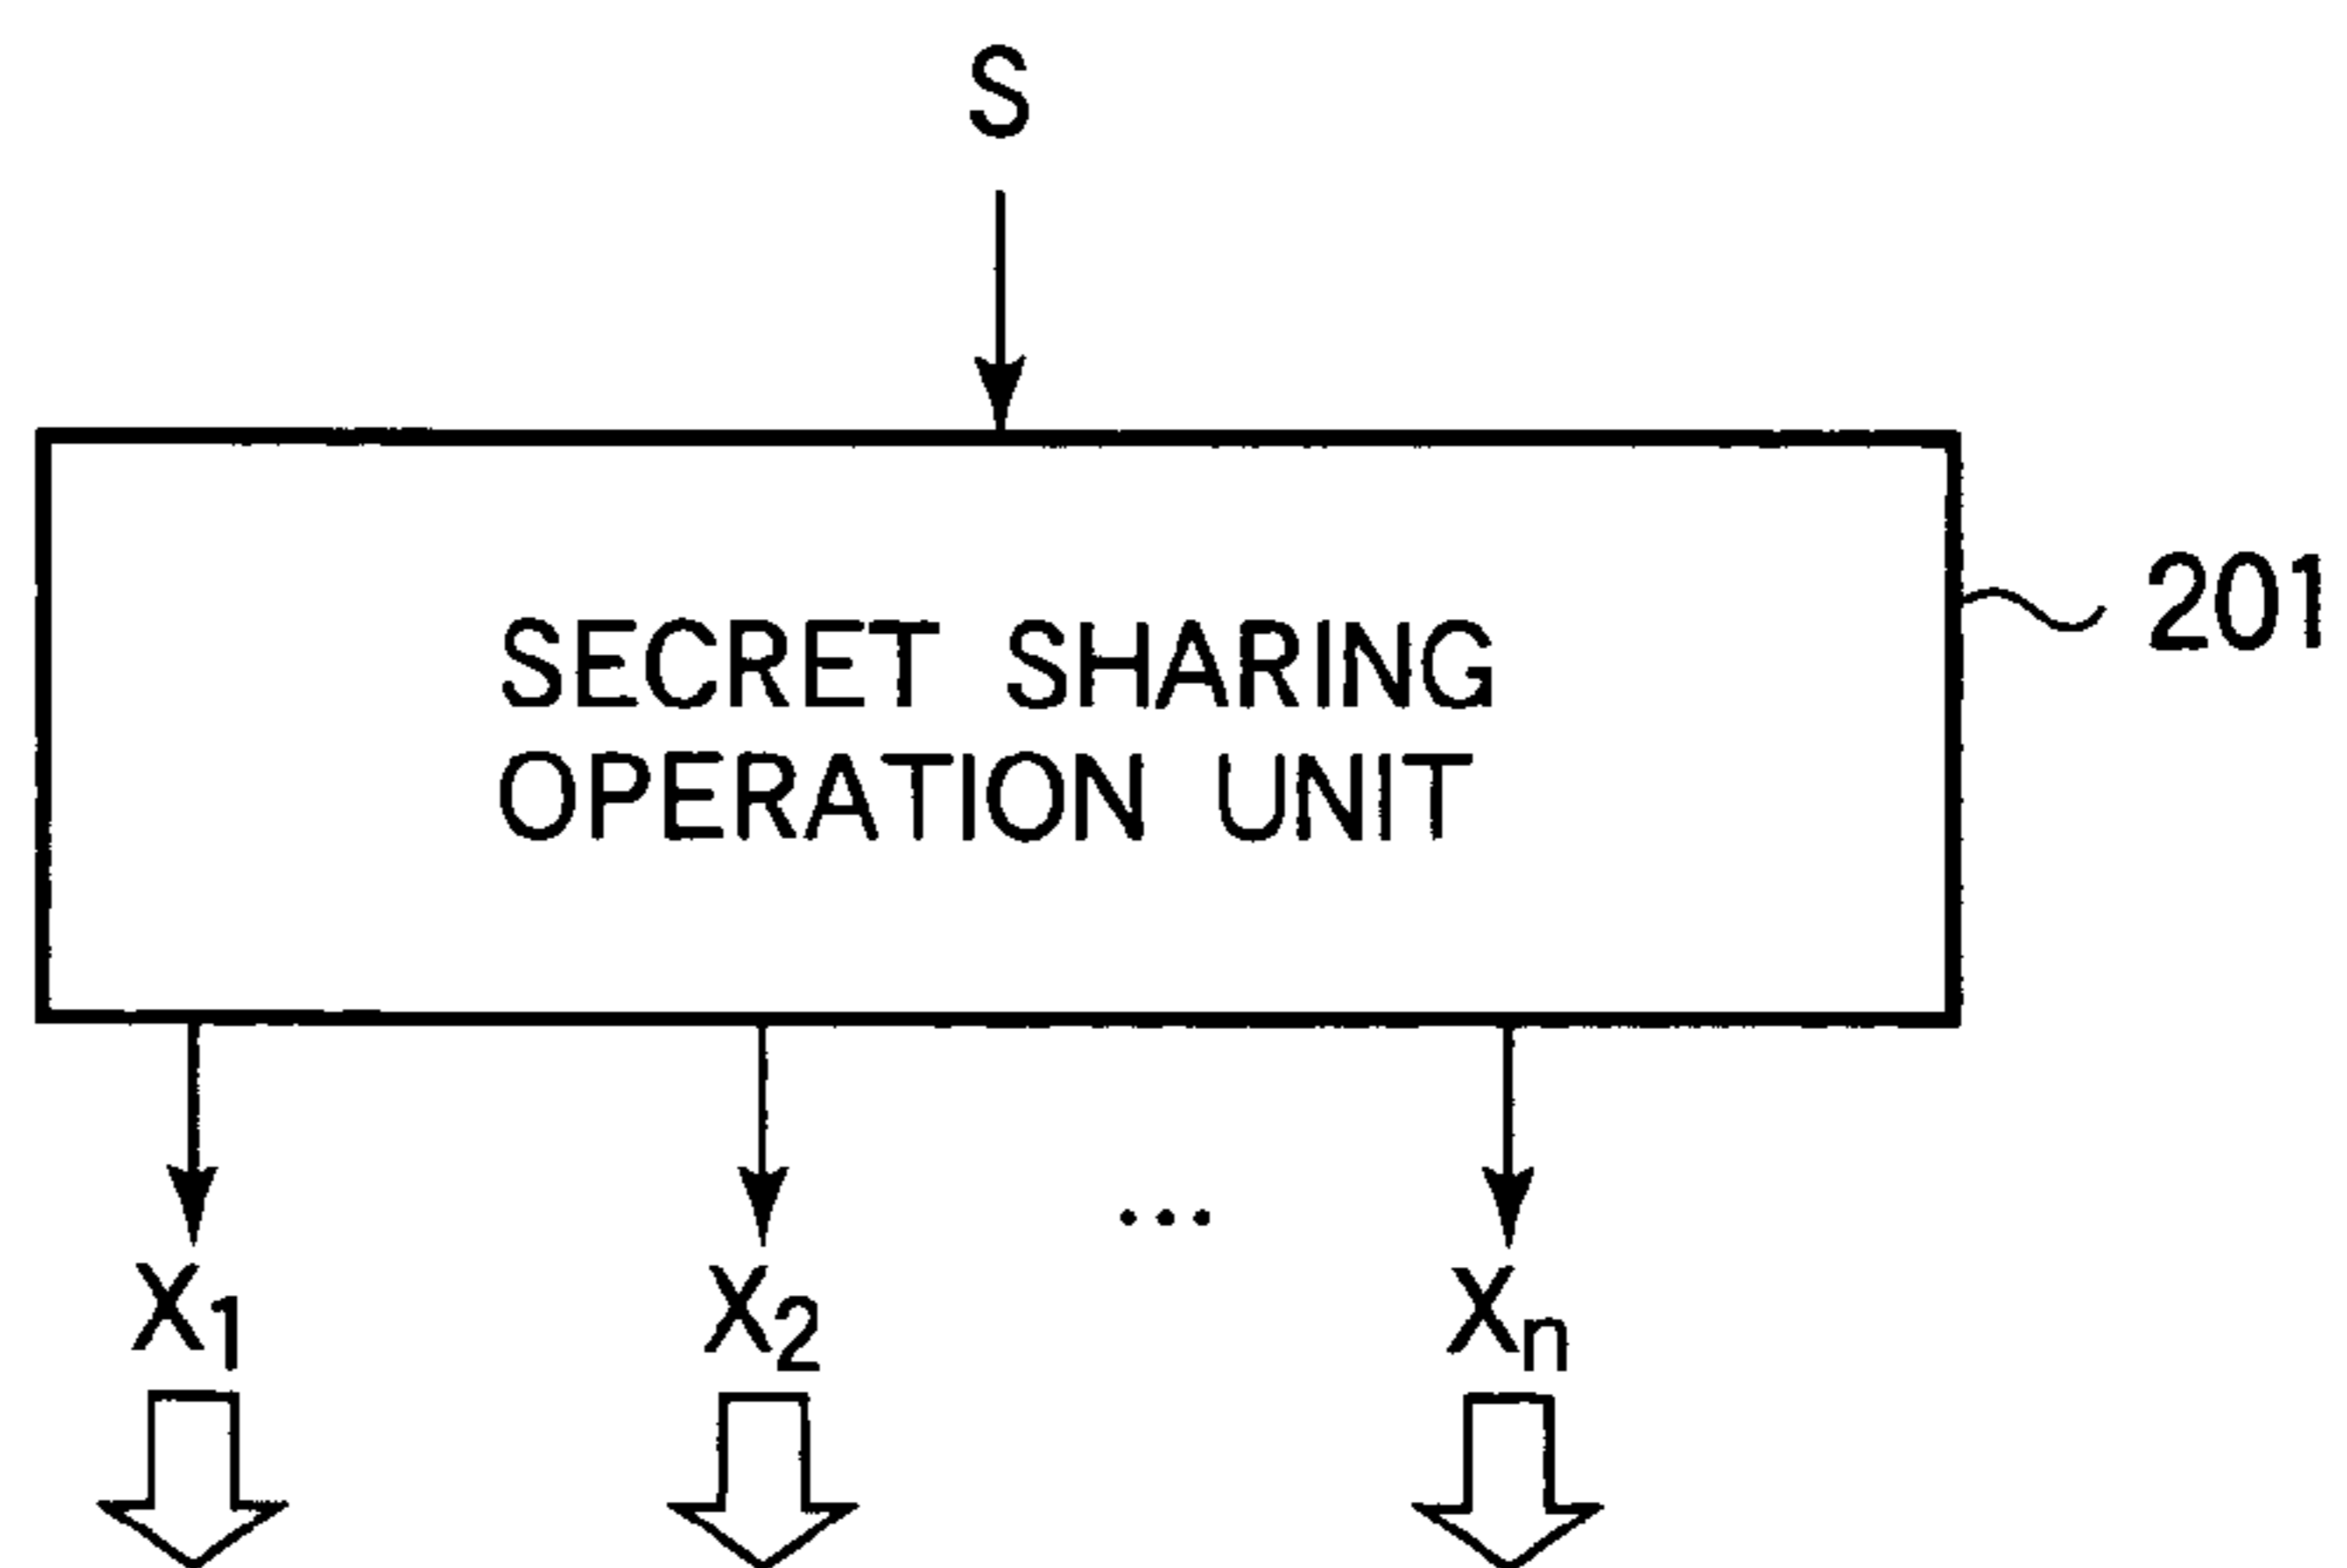 S
SECRET SHARING
OPERATION UNIT
201
...
X1 X2 Xn